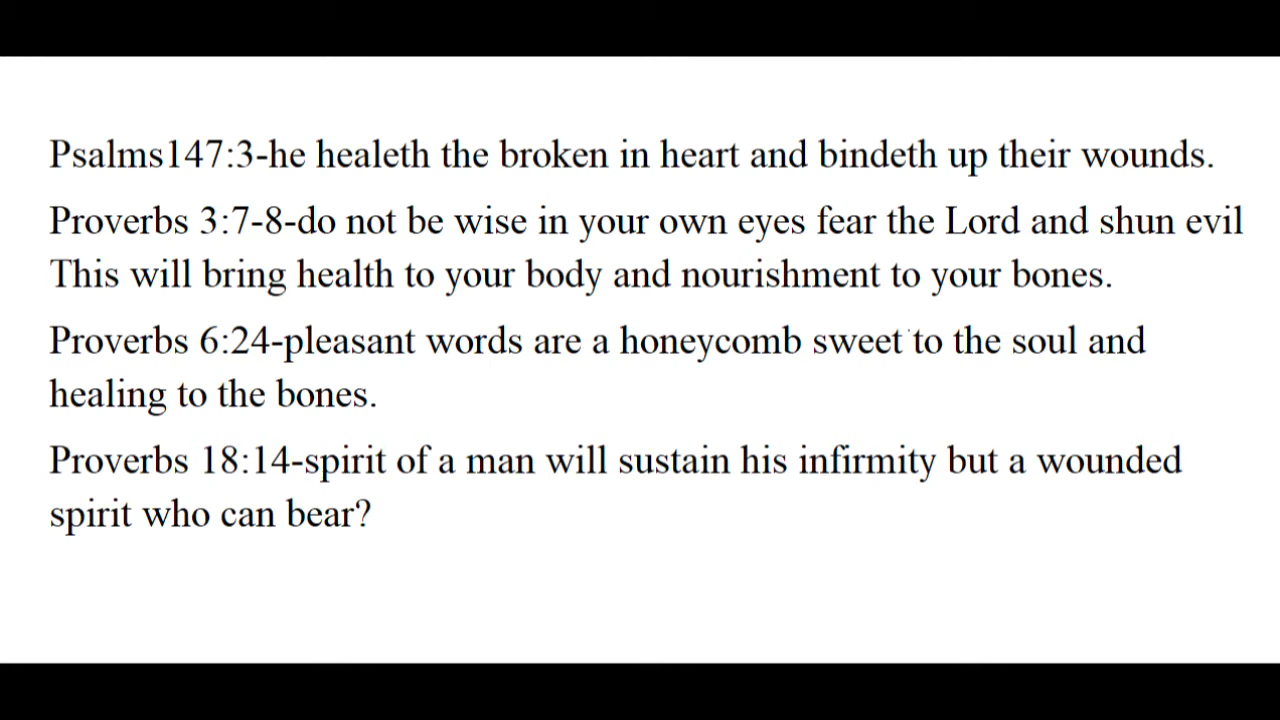 Psalms147:3-he healeth the broken in heart and bindeth up their wounds.
Proverbs 3:7-8-do not be wise in your own eyes fear the Lord and shun evil
This will bring health to your body and nourishment to your bones.
Proverbs 6:24-pleasant words are a honeycomb sweet to the soul and
healing to the bones.
Proverbs 18:14-spirit of a man will sustain his infirmity but a wounded
spirit who can bear?